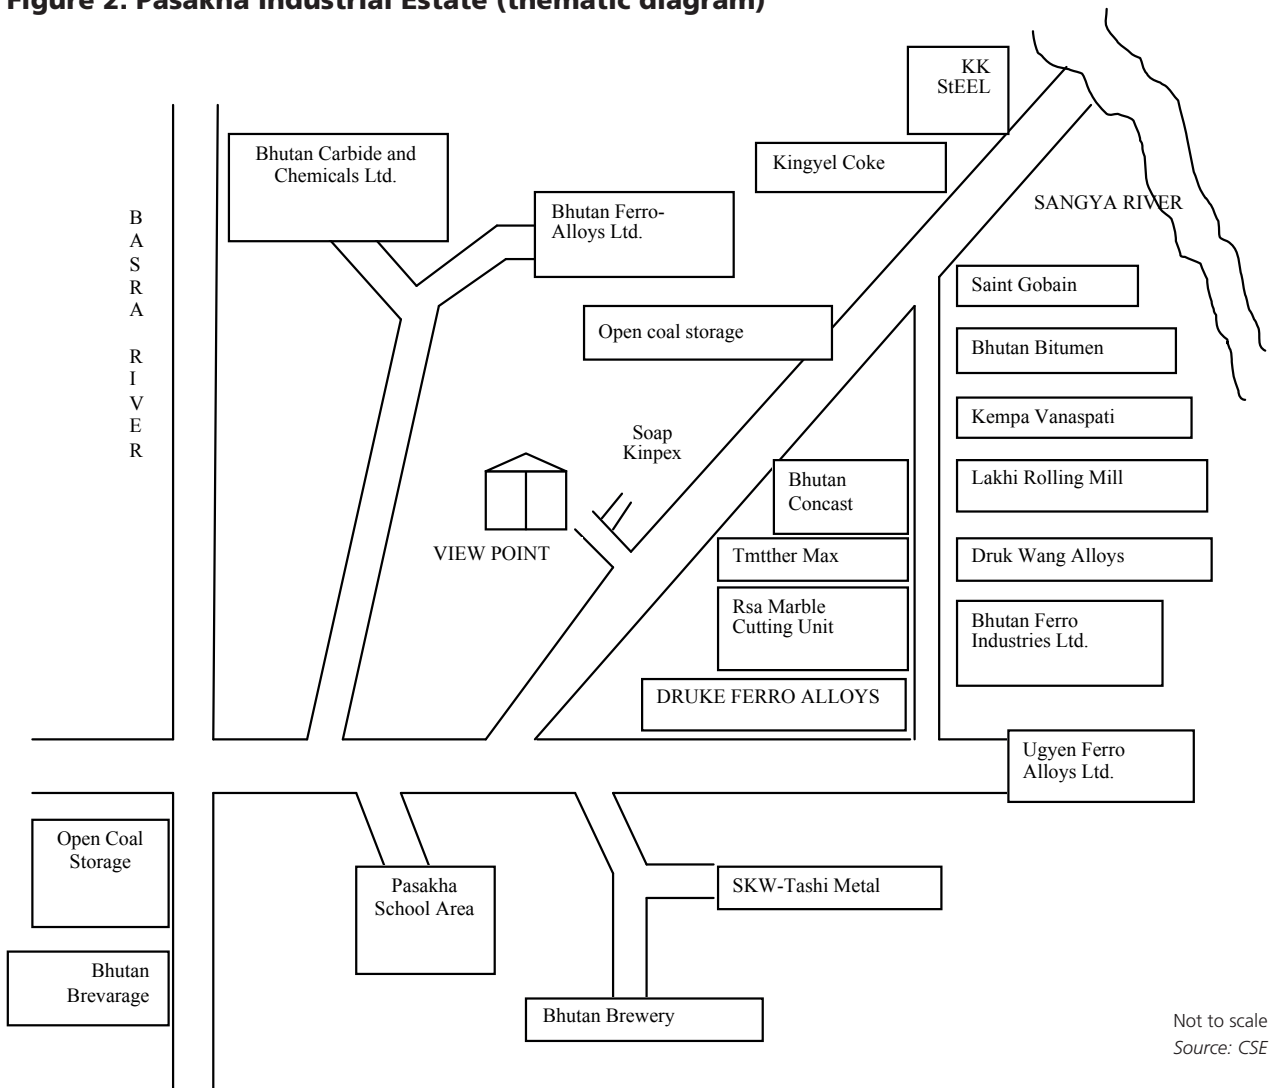 Figure 2: Pasakha Industrial Estate (thematic diagram)
KK
StEEL
Bhutan Carbide and
Chemicals Ltd.
Kingyel Coke
BASRA RIVER
Bhutan Ferro-
Alloys Ltd.
SANGYA RIVER
Saint Gobain
Open coal storage
Bhutan Bitumen
Kempa Vanaspati
Soap
Kinpex
Bhutan
Concast
Lakhi Rolling Mill
VIEW POINT
Tmtther Max
Druk Wang Alloys
Rsa Marble
Cutting Unit
Bhutan Ferro
Industries Ltd.
DRUKE FERRO ALLOYS
Ugyen Ferro
Alloys Ltd.
Open Coal
Storage
Pasakha
School Area
SKW-Tashi Metal
Bhutan
Brevarage
Bhutan Brewery
Not to scale
Source: CSE